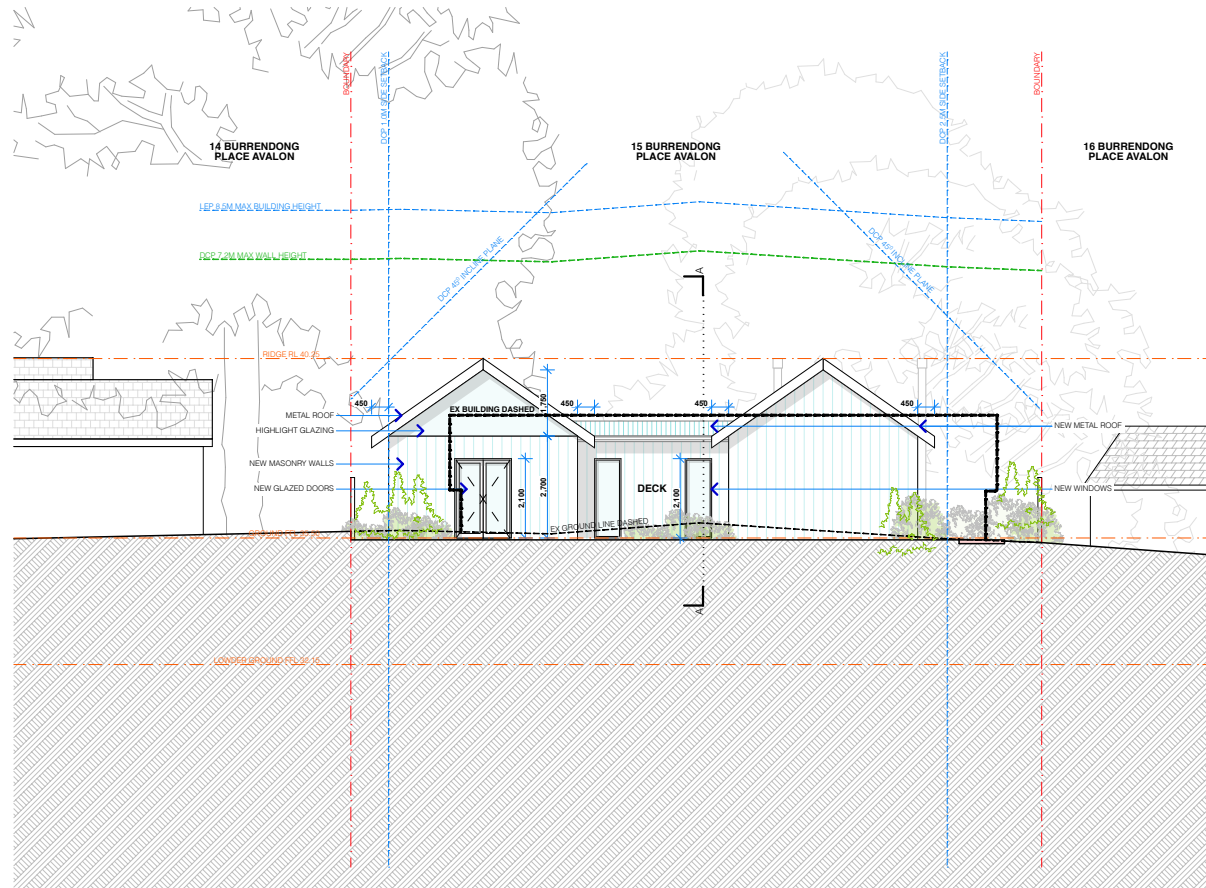 BOUNDARY
DCP 1.0M SIDE SETBACK
DCP 2.5M SIDE SETBACK
BOUNDARY
14 BURRENDONG
PLACE AVALON
15 BURRENDONG
PLACE AVALON
16 BURRENDONG
PLACE AVALON
LEP 8.5M MAX BUILDING HEIGHT
DCP 7.2M MAX WALL HEIGHT
DCP 45° INCLINE PLANE
DCP 45° INCLINE PLANE
A
RIDGE RL 40.25
1,750
450
450
450
450
METAL ROOF
EX BUILDING DASHED
HIGHLIGHT GLAZING
NEW METAL ROOF
NEW MASONRY WALLS
NEW GLAZED DOORS
2,100
2,700
DECK
2,100
NEW WINDOWS
EX GROUND LINE DASHED
A
LOWDER GROUND FFL 32.15